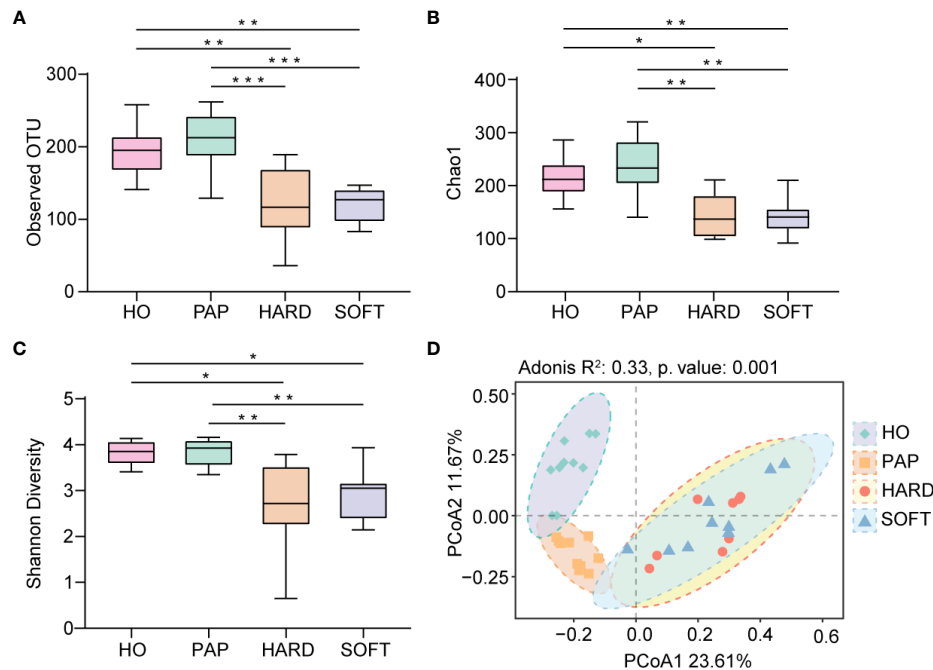 A
* *
* *
* * *
* * *
300
200
100
0
Observed OTU
HO PAP HARD SOFT
B
* *
*
* *
* *
400
300
200
100
0
Chao1
HO PAP HARD SOFT
C
*
*
* *
* *
5
4
3
2
1
0
Shannon Diversity
HO PAP HARD SOFT
D
Adonis R²: 0.33, p. value: 0.001
0.50
0.25
0.00
−0.25
PCoA2 11.67%
−0.2 0.0 0.2 0.4 0.6
PCoA1 23.61%
HO
PAP
HARD
SOFT